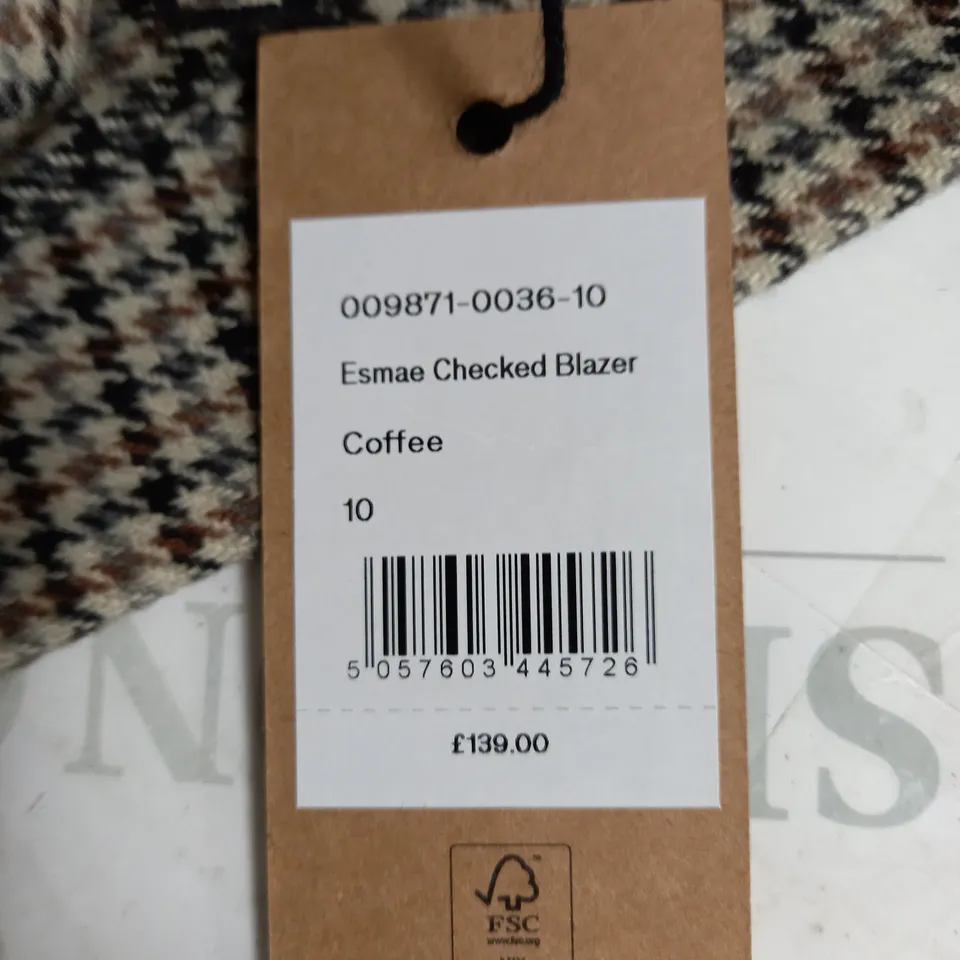 009871-0036-10
Esmae Checked Blazer
Coffee
10
5 057603 445726
£139.00
FSC
www.fsc.org